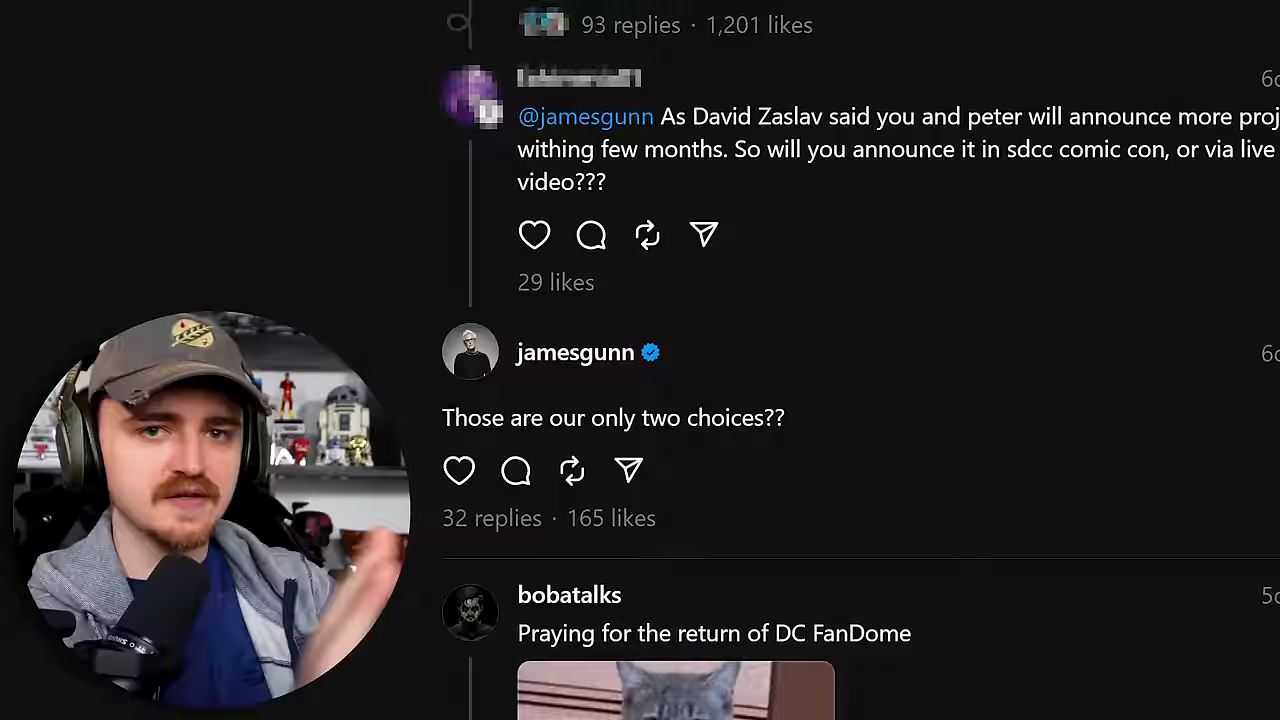 93 replies · 1,201 likes
@jamesgunn As David Zaslav said you and peter will announce more proj
withing few months. So will you announce it in sdcc comic con, or via live
video???
29 likes
jamesgunn
Those are our only two choices??
32 replies · 165 likes
bobatalks
Praying for the return of DC FanDome